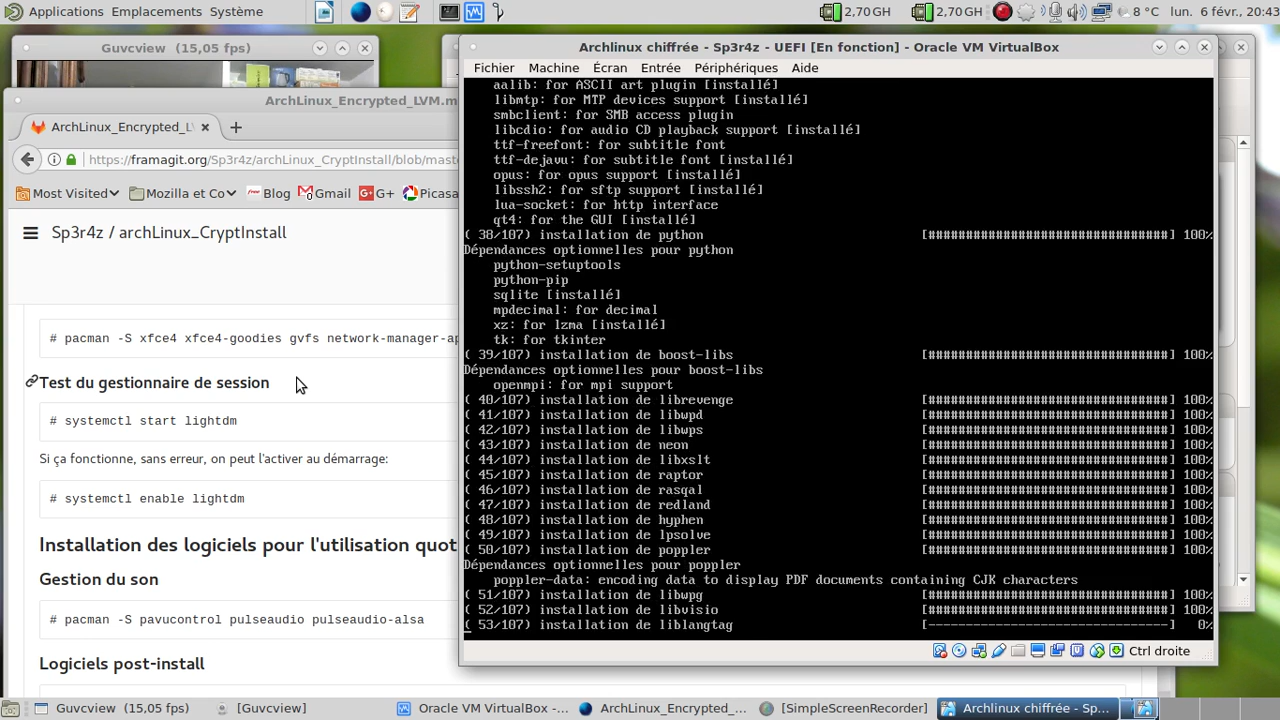 Applications Emplacements Système
2,70 GH 2,70 GH 8 °C lun. 6 févr., 20:43
Guvcview (15,05 fps)
ArchLinux_Encrypted_LVM.m
ArchLinux_Encrypted_L
https://framagit.org/Sp3r4z/archLinux_CryptInstall/blob/mast
Most Visited Mozilla et Co Blog Gmail G+ Picasa
Sp3r4z / archLinux_CryptInstall
# pacman -S xfce4 xfce4-goodies gvfs network-manager-ap
Test du gestionnaire de session
# systemctl start lightdm
Si ça fonctionne, sans erreur, on peut l'activer au démarrage:
# systemctl enable lightdm
Installation des logiciels pour l'utilisation quot
Gestion du son
# pacman -S pavucontrol pulseaudio pulseaudio-alsa
Logiciels post-install
Archlinux chiffrée - Sp3r4z - UEFI [En fonction] - Oracle VM VirtualBox
Fichier Machine Écran Entrée Périphériques Aide
aalib: for ASCII art plugin [installé]
libmtp: for MTP devices support [installé]
smbclient: for SMB access plugin
libcdio: for audio CD playback support [installé]
ttf-freefont: for subtitle font
ttf-dejavu: for subtitle font [installé]
opus: for opus support [installé]
libssh2: for sftp support [installé]
lua-socket: for http interface
qt4: for the GUI [installé]
( 38/107) installation de python [################################] 100%
Dépendances optionnelles pour python
python-setuptools
python-pip
sqlite [installé]
mpdecimal: for decimal
xz: for lzma [installé]
tk: for tkinter
( 39/107) installation de boost-libs [################################] 100%
Dépendances optionnelles pour boost-libs
openmpi: for mpi support
( 40/107) installation de librevenge [################################] 100%
( 41/107) installation de libwpd [################################] 100%
( 42/107) installation de libwps [################################] 100%
( 43/107) installation de neon [################################] 100%
( 44/107) installation de libxslt [################################] 100%
( 45/107) installation de raptor [################################] 100%
( 46/107) installation de rasqal [################################] 100%
( 47/107) installation de redland [################################] 100%
( 48/107) installation de hyphen [################################] 100%
( 49/107) installation de lpsolve [################################] 100%
( 50/107) installation de poppler [################################] 100%
Dépendances optionnelles pour poppler
poppler-data: encoding data to display PDF documents containing CJK characters
( 51/107) installation de libwpg [################################] 100%
( 52/107) installation de libvisio [################################] 100%
( 53/107) installation de liblangtag [--------------------------------] 0%
Ctrl droite
Guvcview (15,05 fps) [Guvcview] Oracle VM VirtualBox -... ArchLinux_Encrypted_... [SimpleScreenRecorder] Archlinux chiffrée - Sp...